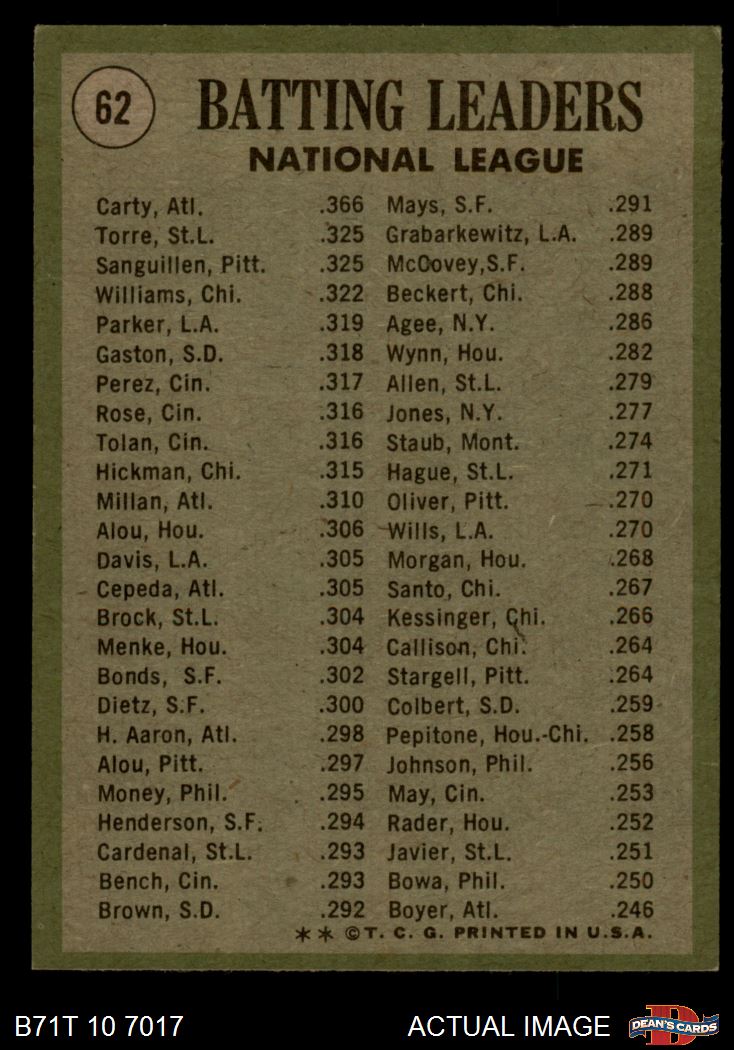 62
BATTING LEADERS
NATIONAL LEAGUE
Carty, Atl. .366 Mays, S.F. .291
Torre, St.L. .325 Grabarkewitz, L.A. .289
Sanguillen, Pitt. .325 McCovey,S.F. .289
Williams, Chi. .322 Beckert, Chi. .288
Parker, L.A. .319 Agee, N.Y. .286
Gaston, S.D. .318 Wynn, Hou. .282
Perez, Cin. .317 Allen, St.L. .279
Rose, Cin. .316 Jones, N.Y. .277
Tolan, Cin. .316 Staub, Mont. .274
Hickman, Chi. .315 Hague, St.L. .271
Millan, Atl. .310 Oliver, Pitt. .270
Alou, Hou. .306 Wills, L.A. .270
Davis, L.A. .305 Morgan, Hou. .268
Cepeda, Atl. .305 Santo, Chi. .267
Brock, St.L. .304 Kessinger, Chi. .266
Menke, Hou. .304 Callison, Chi. .264
Bonds, S.F. .302 Stargell, Pitt. .264
Dietz, S.F. .300 Colbert, S.D. .259
H. Aaron, Atl. .298 Pepitone, Hou.-Chi. .258
Alou, Pitt. .297 Johnson, Phil. .256
Money, Phil. .295 May, Cin. .253
Henderson, S.F. .294 Rader, Hou. .252
Cardenal, St.L. .293 Javier, St.L. .251
Bench, Cin. .293 Bowa, Phil. .250
Brown, S.D. .292 Boyer, Atl. .246
** ©T. C. G. PRINTED IN U.S.A.
B71T 10 7017 ACTUAL IMAGE DEAN'S CARDS